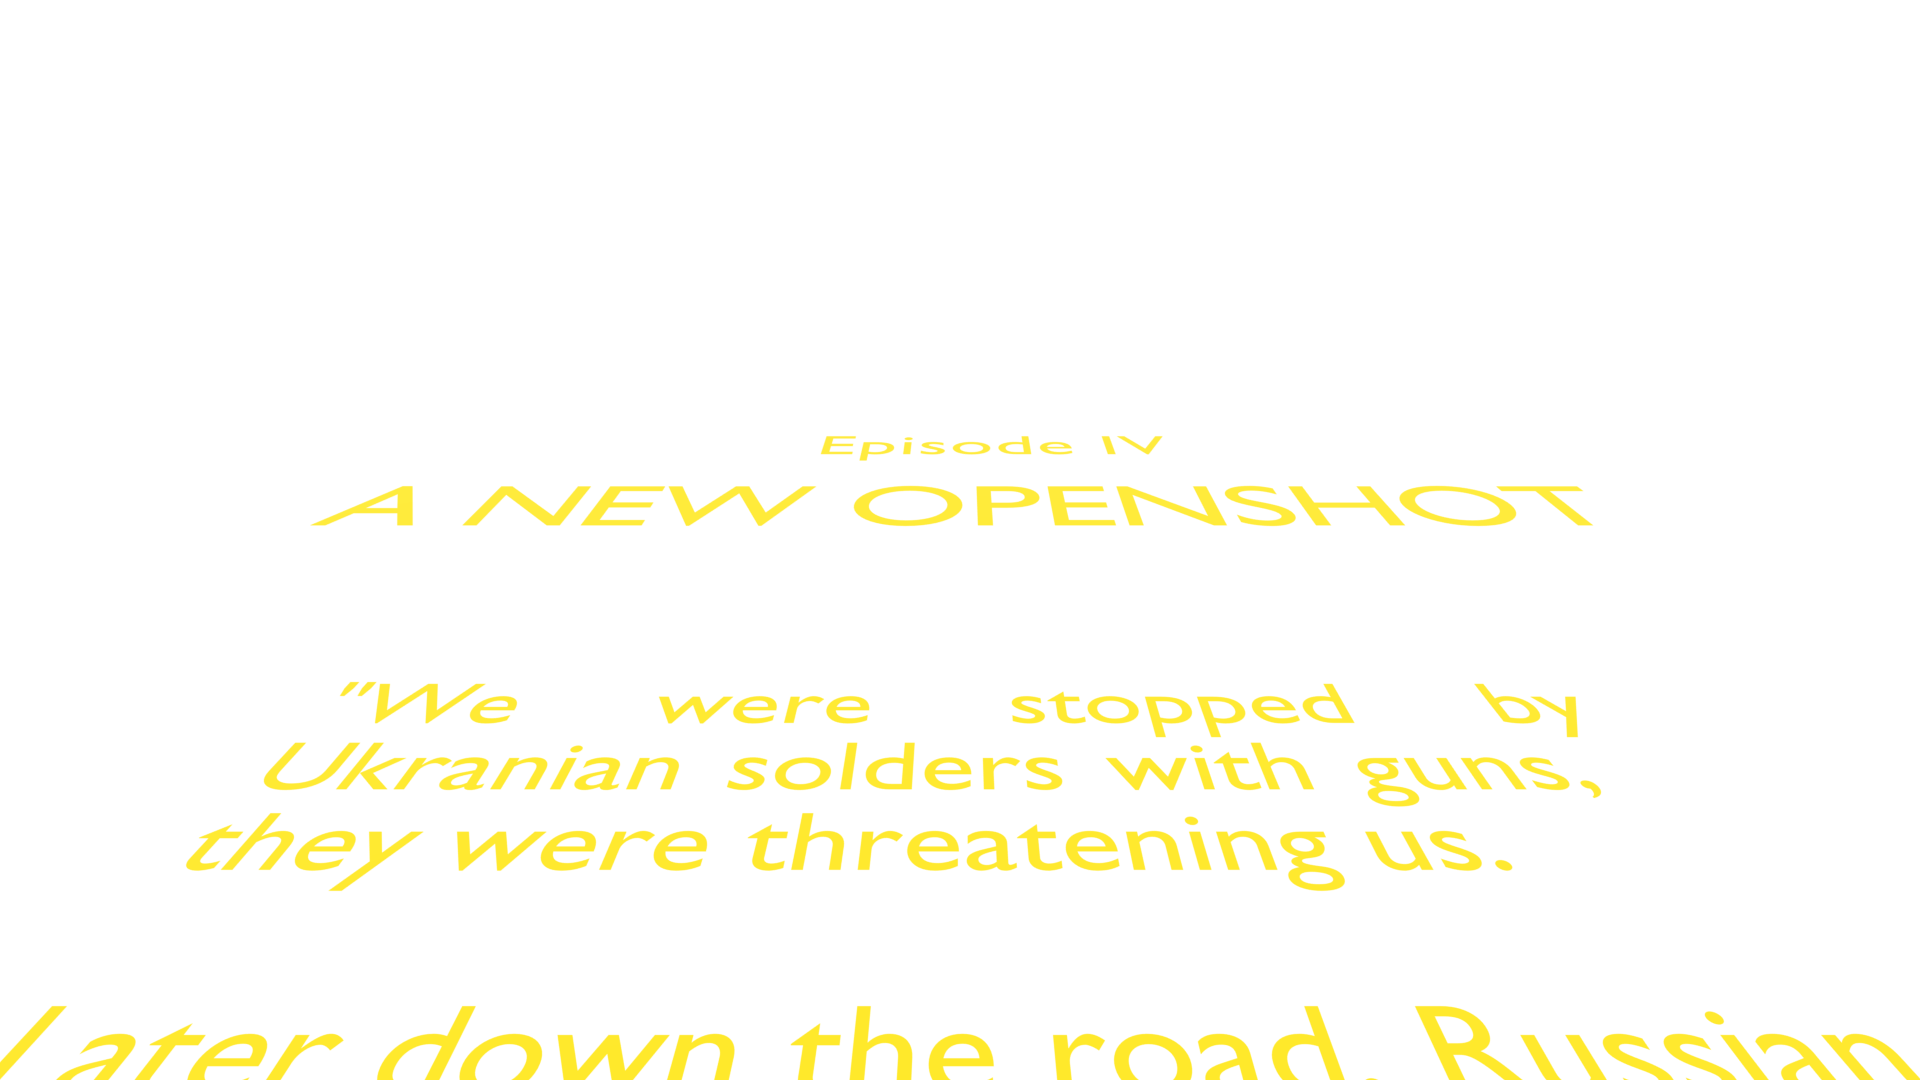 Episode IV
A NEW OPENSHOT
"We were stopped by
Ukranian solders with guns,
they were threatening us.
Later down the road, Russian